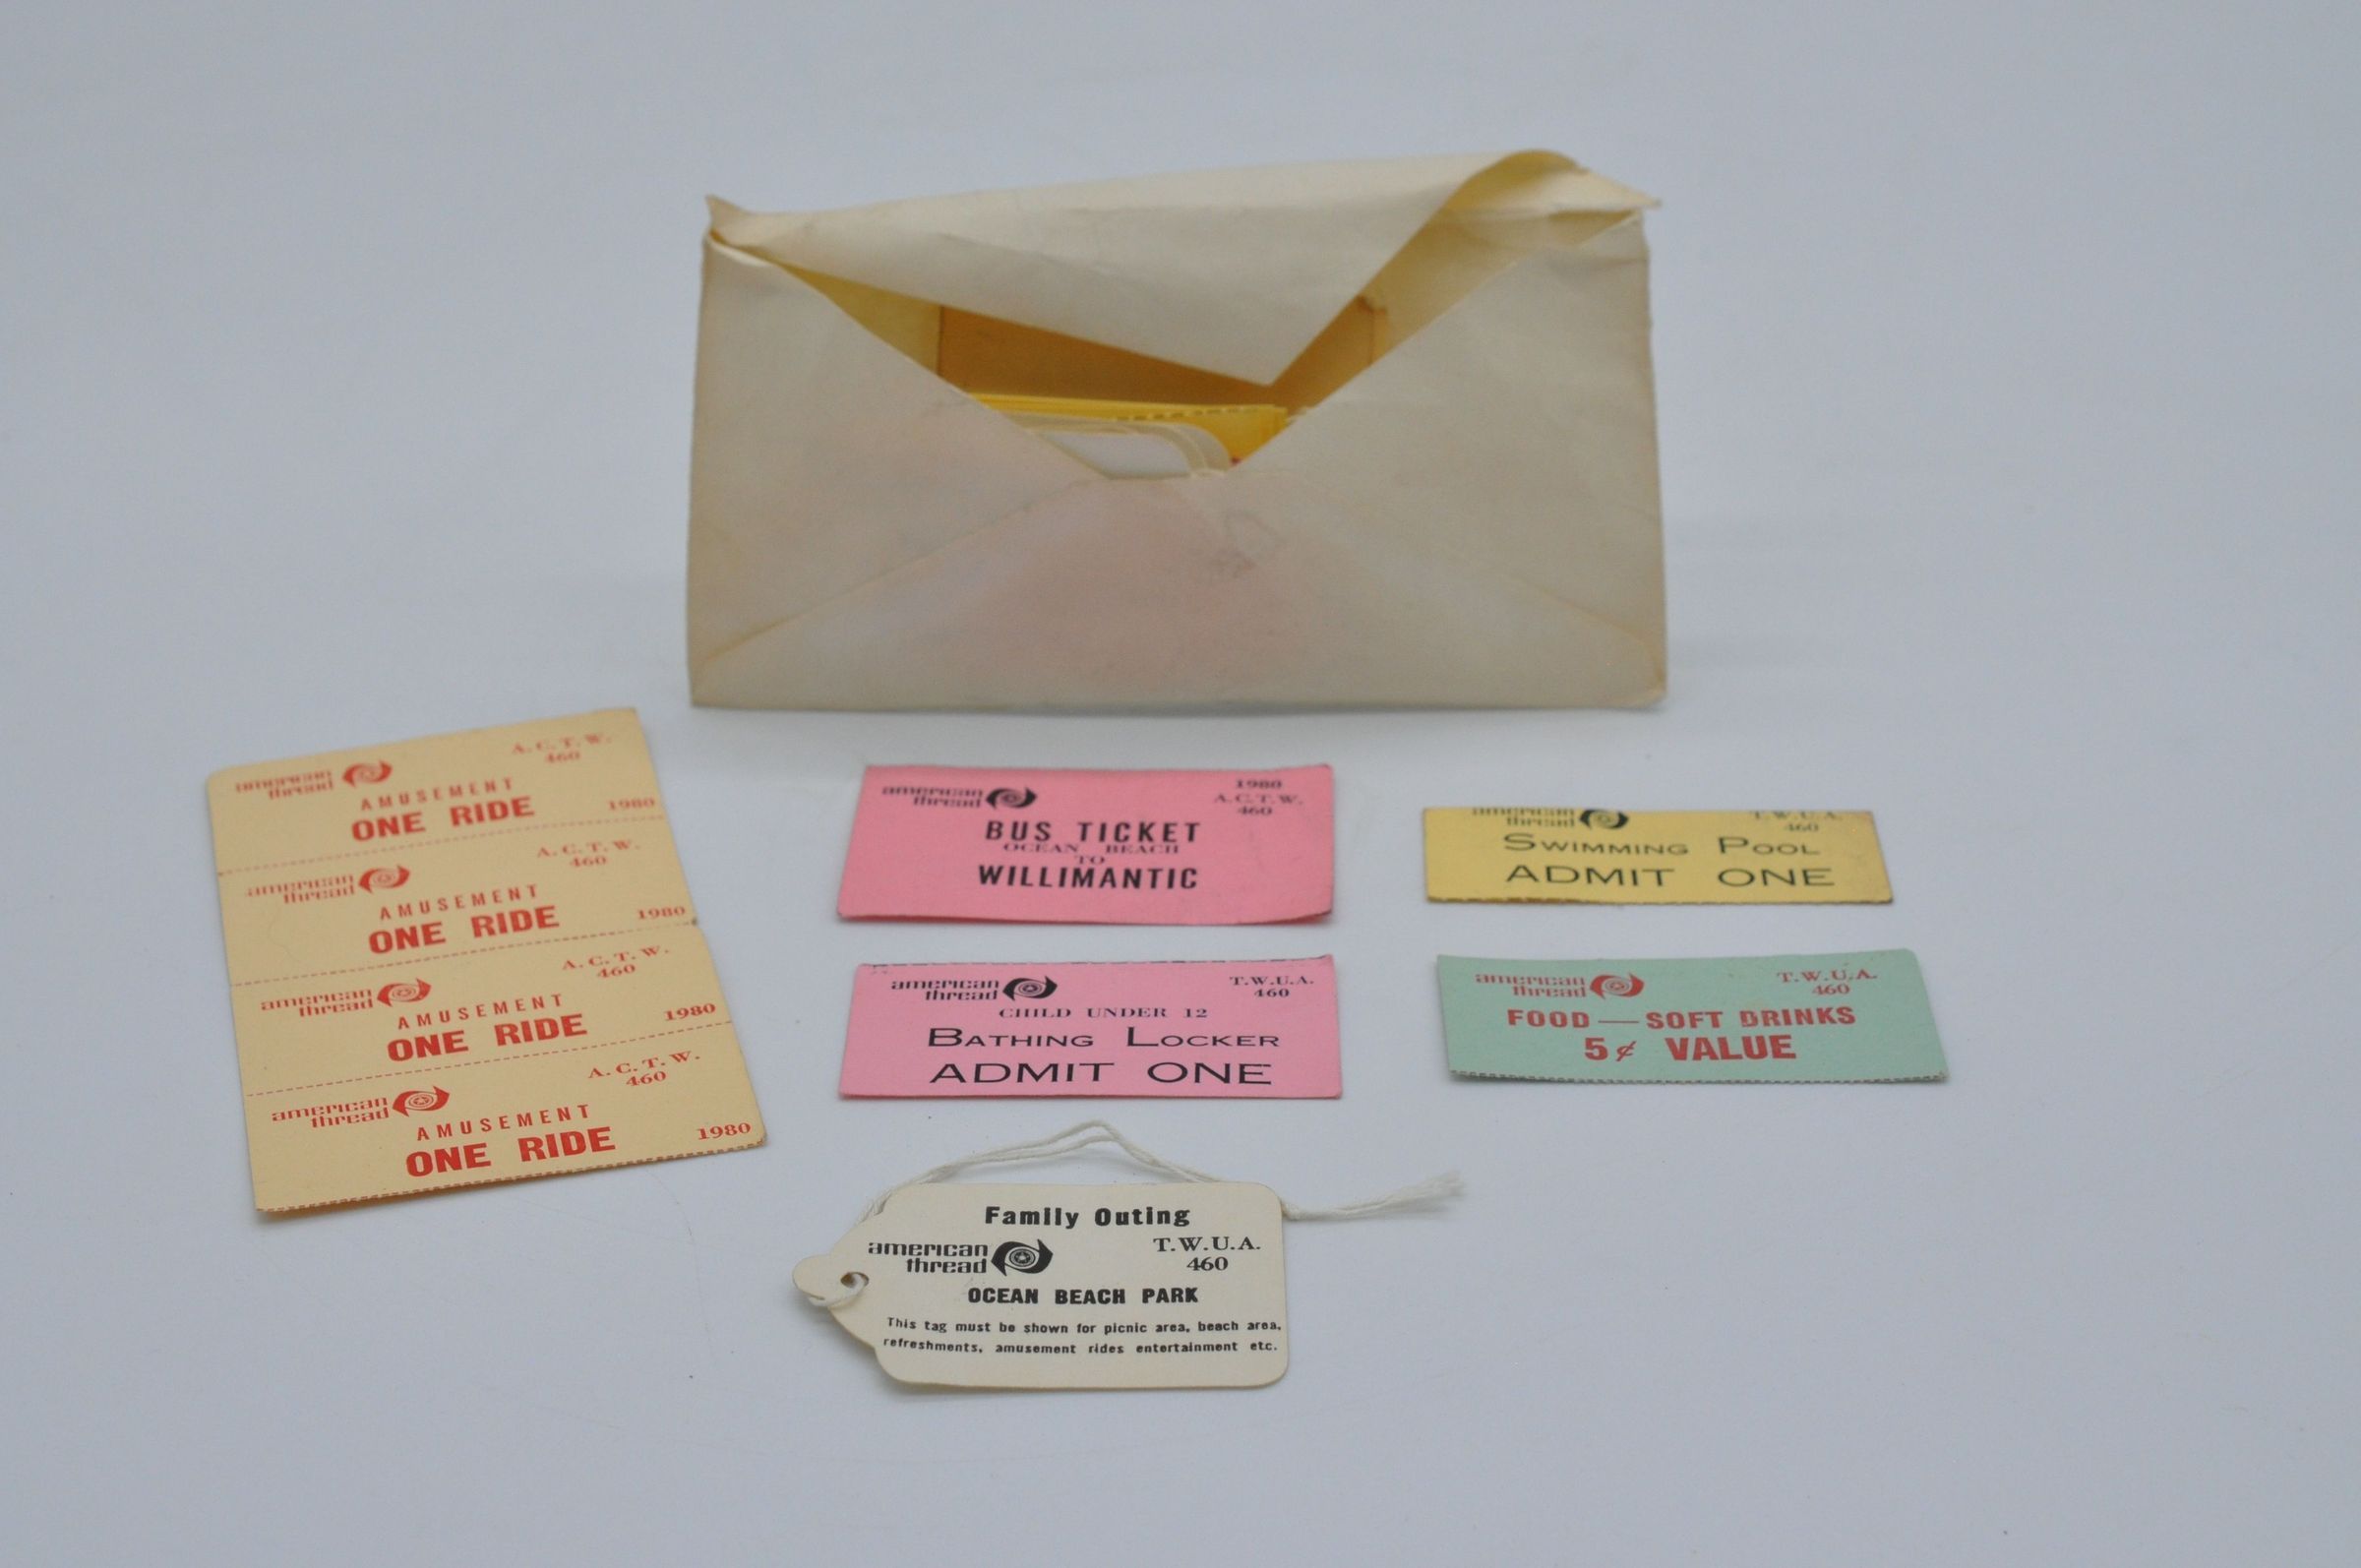 american thread
A.C.T.W.
460
AMUSEMENT
ONE RIDE
1980
american thread
A.C.T.W.
460
AMUSEMENT
ONE RIDE
1980
american thread
A.C.T.W.
460
AMUSEMENT
ONE RIDE
1980
american thread
A.C.T.W.
460
AMUSEMENT
ONE RIDE
1980
american thread
1980
A.C.T.W.
460
BUS TICKET
OCEAN BEACH
TO
WILLIMANTIC
american thread
T.W.U.A.
460
SWIMMING POOL
ADMIT ONE
american thread
T.W.U.A.
460
CHILD UNDER 12
BATHING LOCKER
ADMIT ONE
american thread
T.W.U.A.
460
FOOD — SOFT DRINKS
5¢ VALUE
Family Outing
american thread
T.W.U.A.
460
OCEAN BEACH PARK
This tag must be shown for picnic area, beach area,
refreshments, amusement rides entertainment etc.